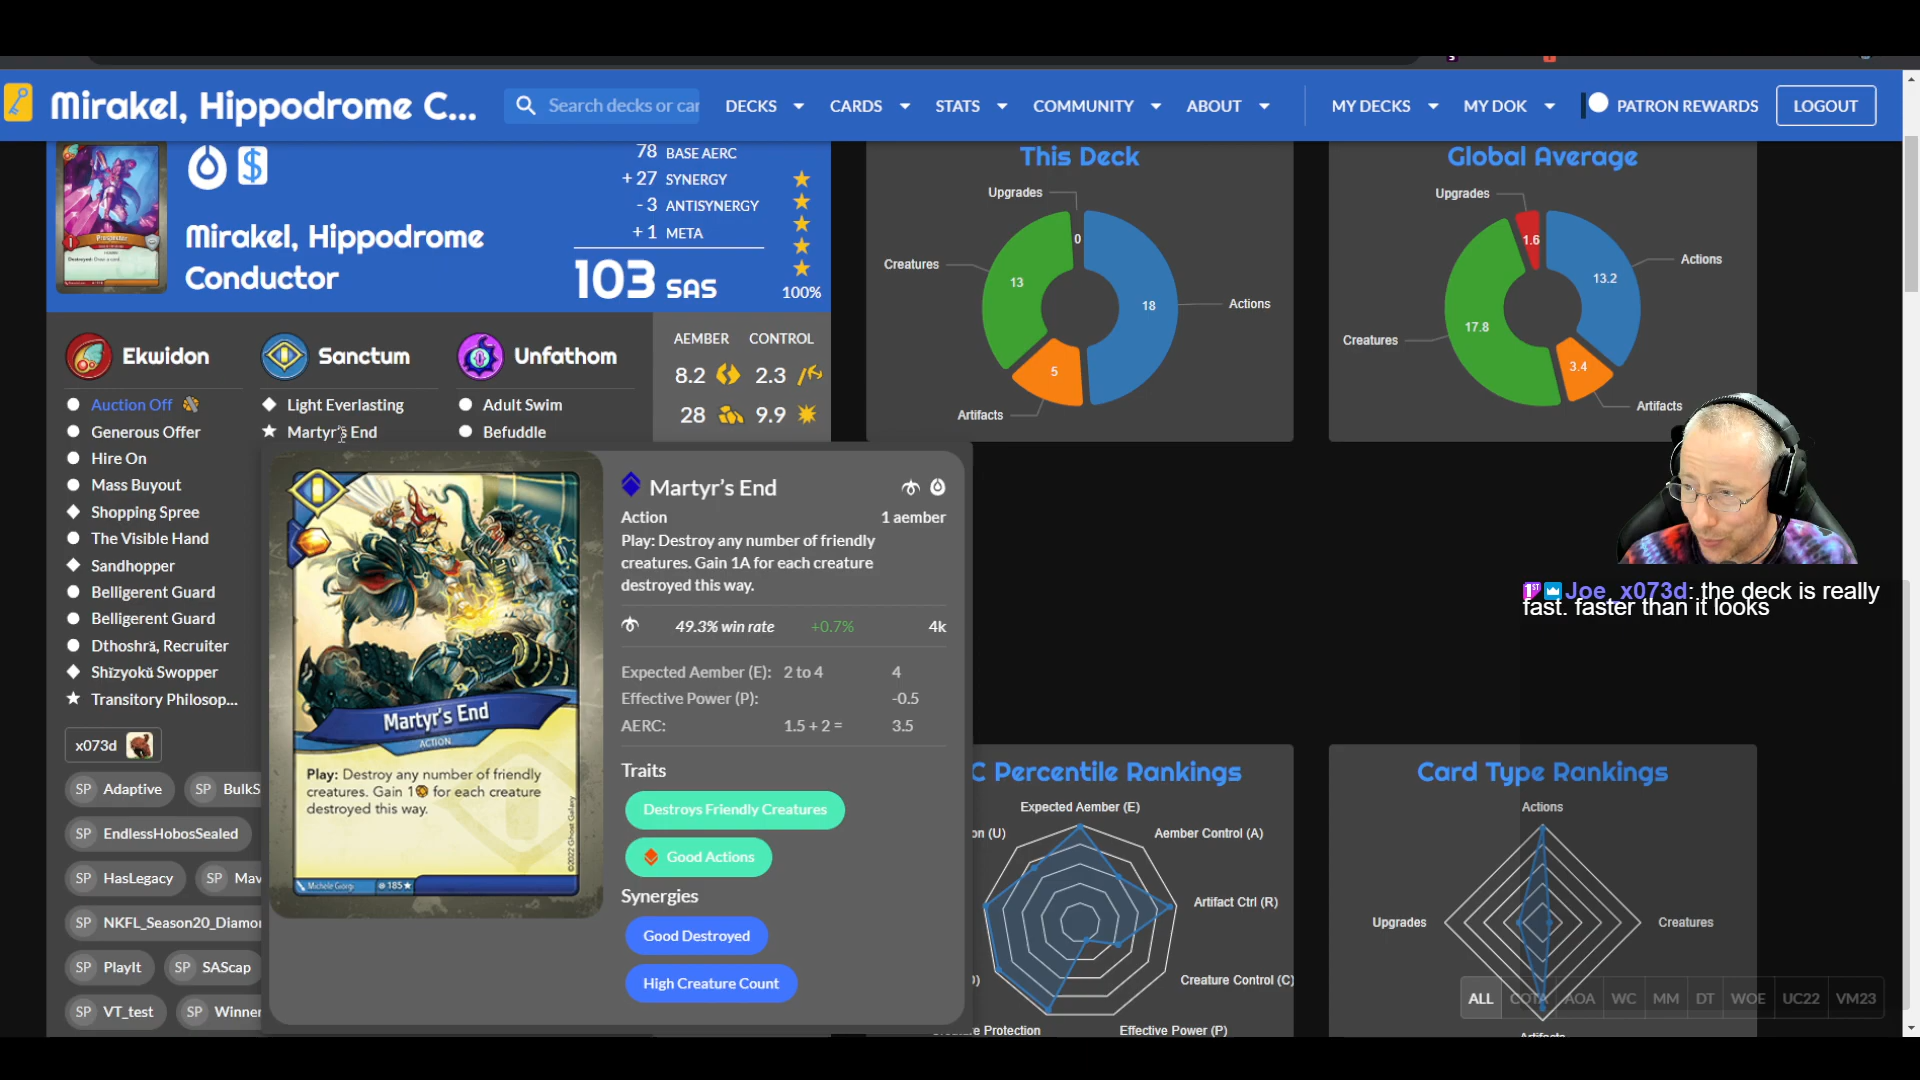 Mirakel, Hippodrome C...
Search decks or car
DECKS
CARDS
STATS
COMMUNITY
ABOUT
MY DECKS
MY DOK
PATRON REWARDS
LOGOUT
Mirakel, Hippodrome
Conductor
78 BASE AERC
+ 27 SYNERGY
- 3 ANTISYNERGY
+ 1 META
103 SAS
100%
This Deck
Upgrades
0
Creatures
13
18
Actions
5
Artifacts
Global Average
Upgrades
1.6
13.2
Actions
17.8
Creatures
3.4
Artifacts
Ekwidon
Auction Off
Generous Offer
Hire On
Mass Buyout
Shopping Spree
The Visible Hand
Sandhopper
Belligerent Guard
Belligerent Guard
Dthoshră, Recruiter
Shĭzyokŭ Swopper
Transitory Philosop...
Sanctum
Light Everlasting
Martyr's End
Unfathom
Adult Swim
Befuddle
AEMBER
CONTROL
8.2
2.3
28
9.9
x073d
SP Adaptive
SP BulkS
SP EndlessHobosSealed
SP HasLegacy
SP Mav
SP NKFL_Season20_Diamo
SP PlayIt
SP SAScap
SP VT_test
SP Winner
Martyr's End
ACTION
Play: Destroy any number of friendly
creatures. Gain 1 for each creature
destroyed this way.
Michele Giorgi
185
©2022 Ghost Galaxy
Martyr's End
Action
1 aember
Play: Destroy any number of friendly
creatures. Gain 1A for each creature
destroyed this way.
49.3% win rate
+0.7%
4k
Expected Aember (E): 2 to 4 4
Effective Power (P): -0.5
AERC: 1.5 + 2 = 3.5
Traits
Destroys Friendly Creatures
Good Actions
Synergies
Good Destroyed
High Creature Count
Joe_x073d: the deck is really
fast. faster than it looks
C Percentile Rankings
Expected Aember (E)
on (U)
Aember Control (A)
Artifact Ctrl (R)
Creature Control (C)
Effective Power (P)
Protection
Card Type Rankings
Actions
Upgrades
Creatures
ALL
COTA
AOA
WC
MM
DT
WOE
UC22
VM23